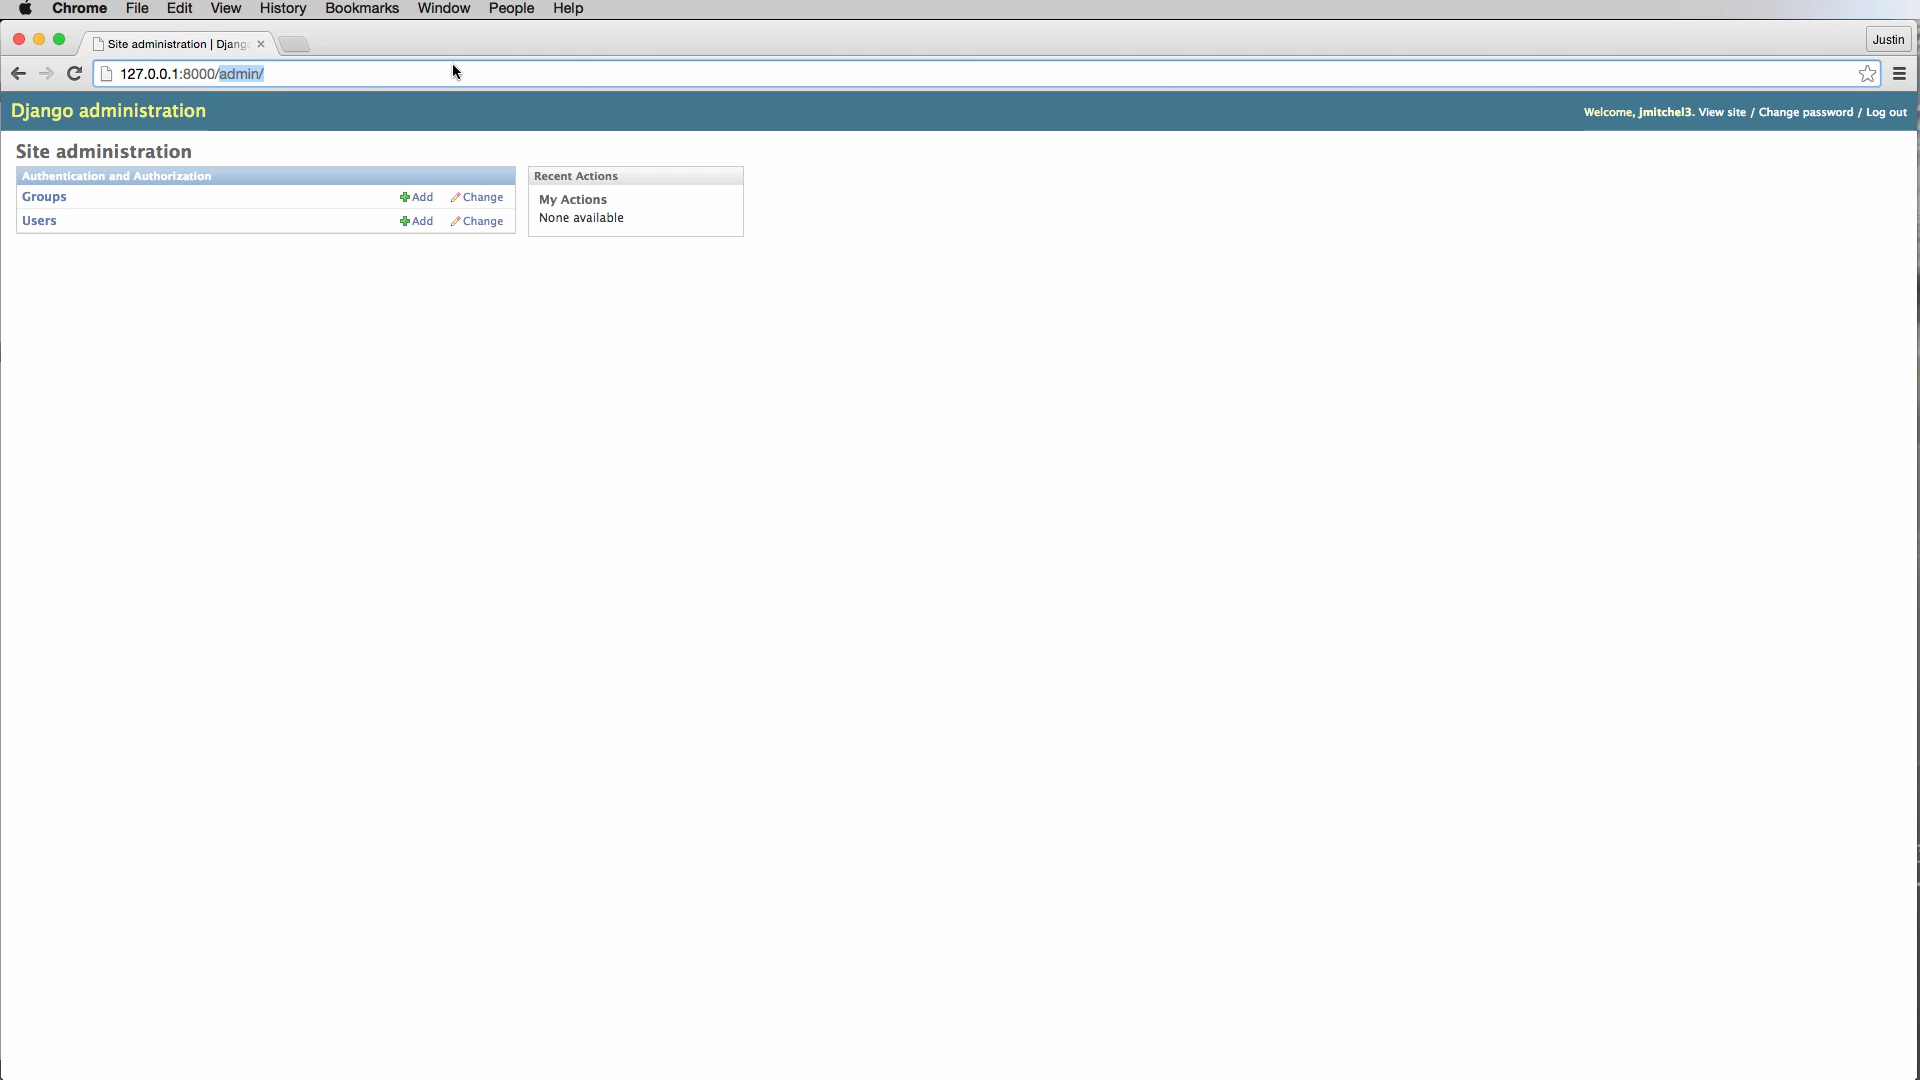 Chrome File Edit View History Bookmarks Window People Help
Site administration | Djang
Justin
127.0.0.1:8000/admin/
Django administration
Welcome, jmitchel3. View site / Change password / Log out
Site administration
Authentication and Authorization
Groups Add Change
Users Add Change
Recent Actions
My Actions
None available